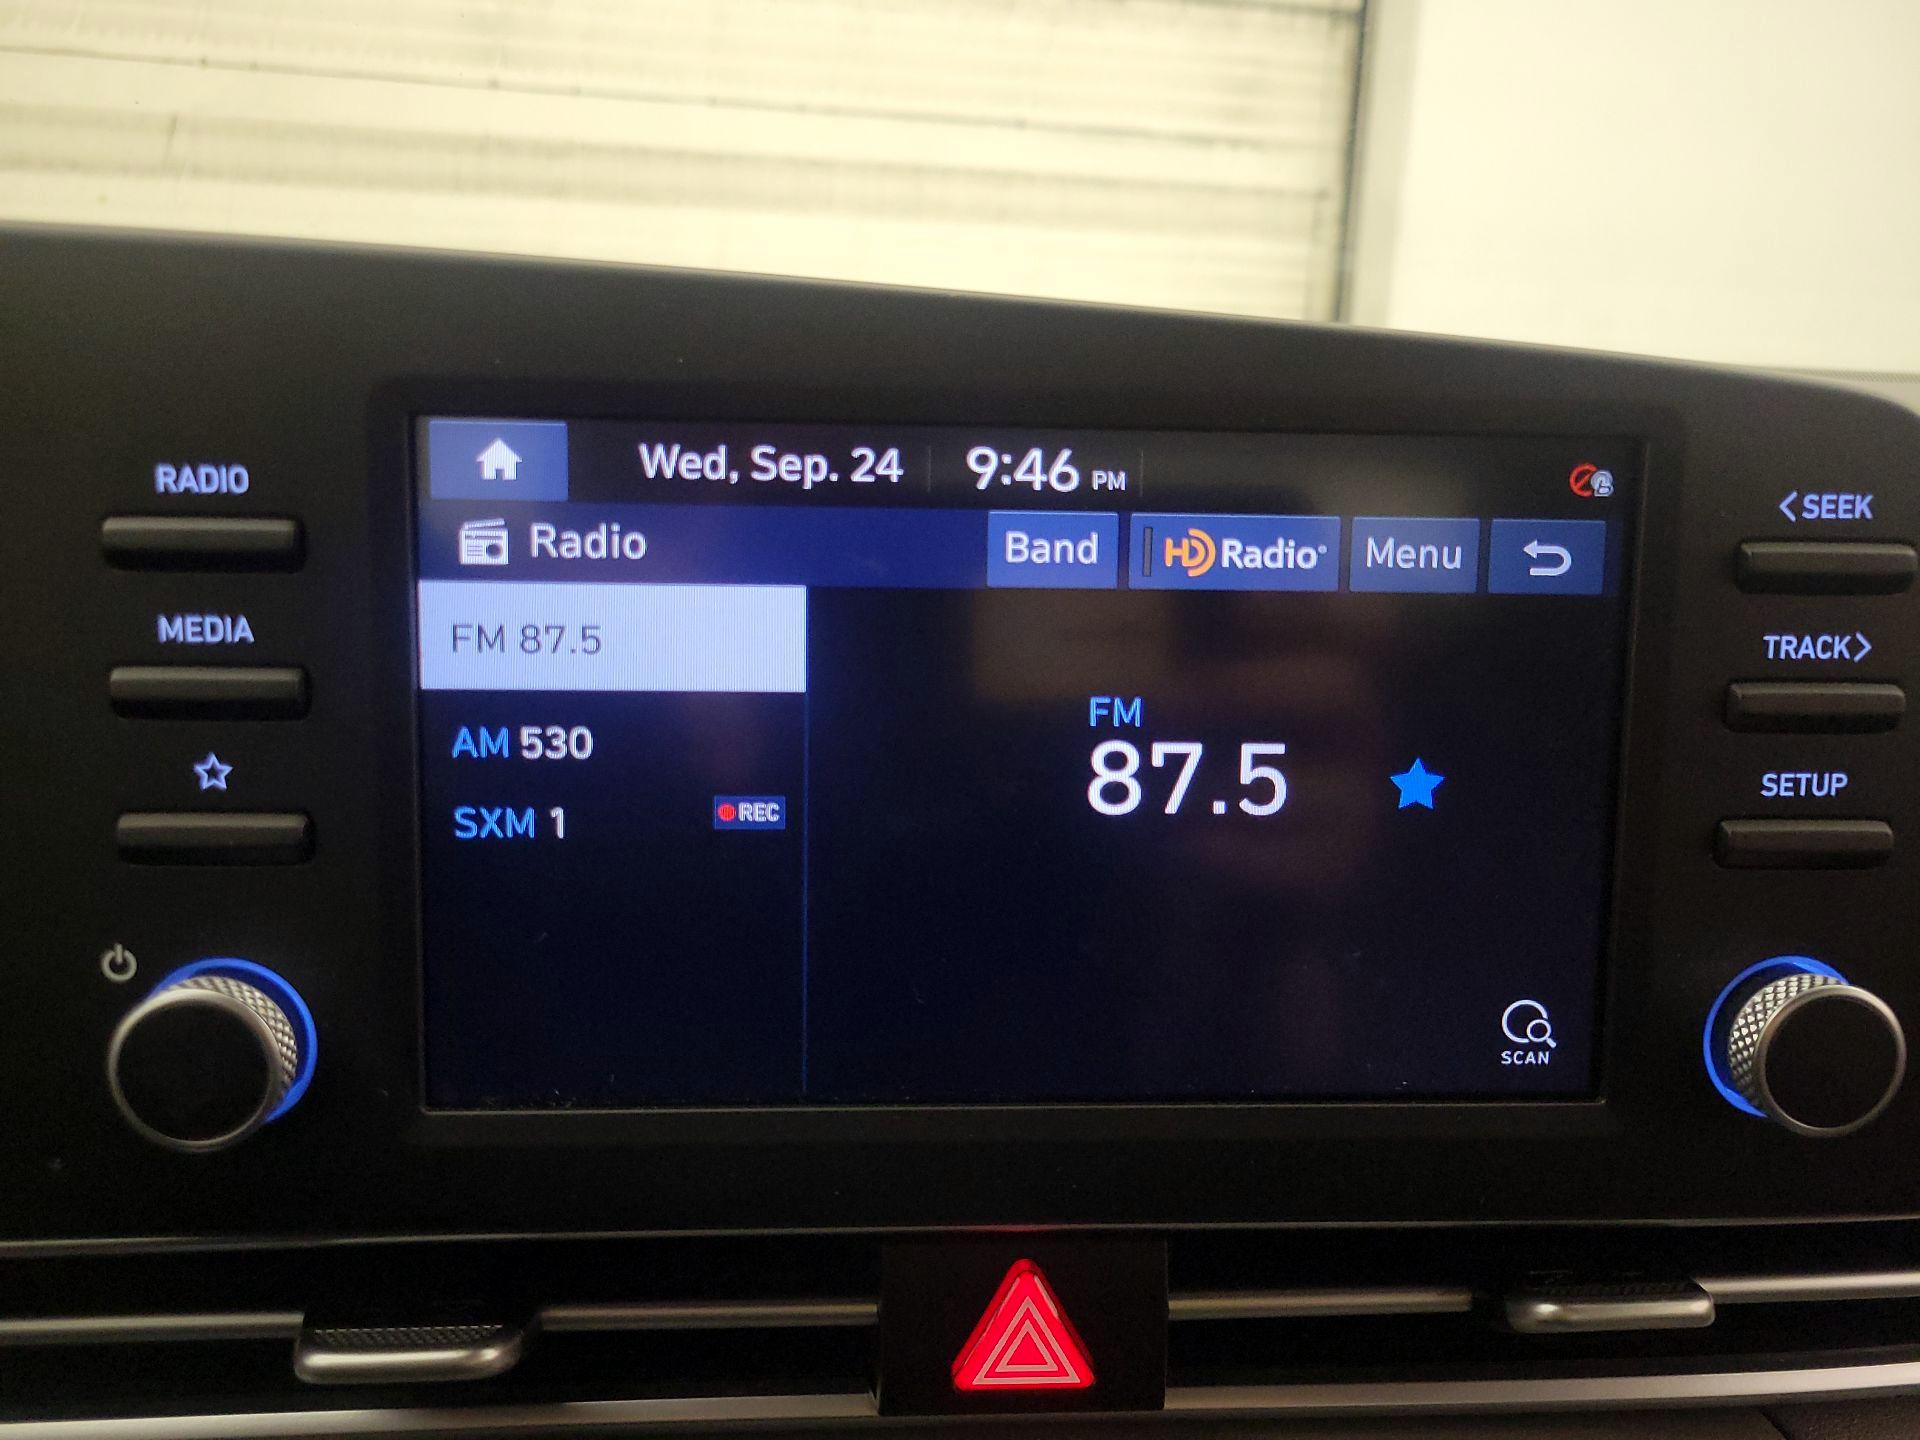 Wed, Sep. 24 9:46 PM
RADIO
<SEEK
Radio Band HD Radio® Menu
FM 87.5
MEDIA
TRACK>
AM 530
FM
87.5
SETUP
SXM 1 REC
SCAN